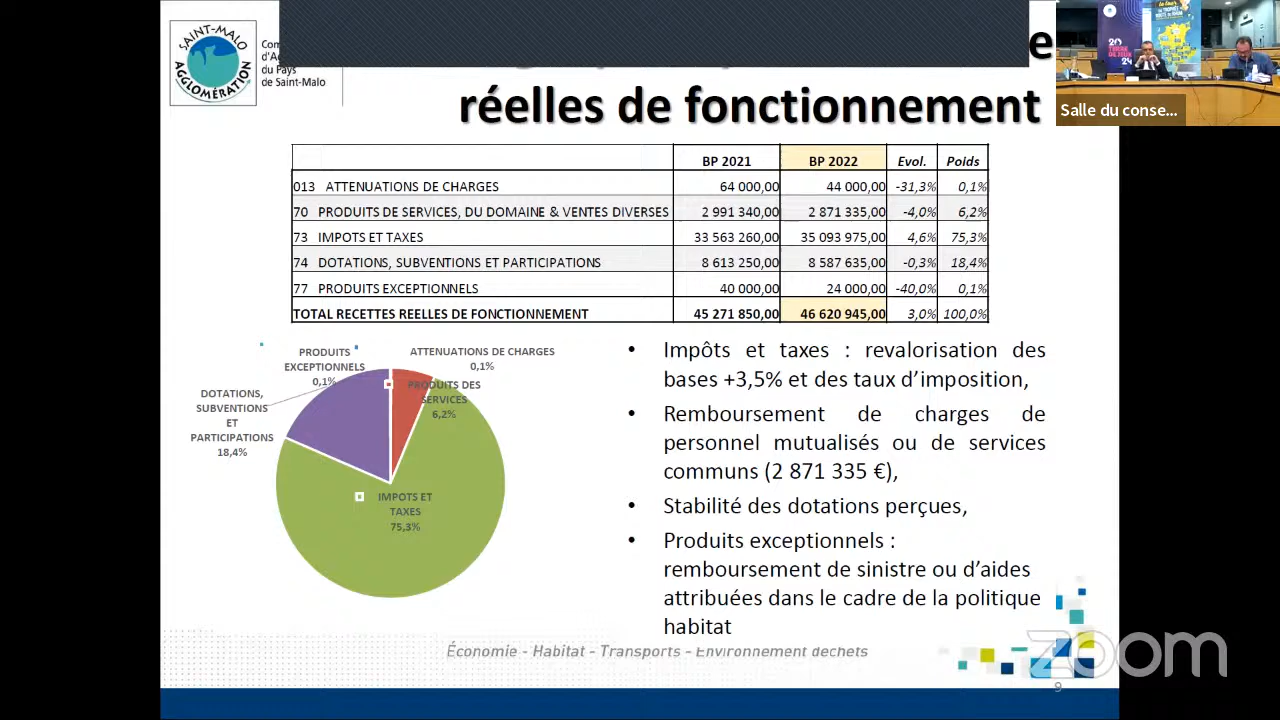 SAINT-MALO
AGGLOMÉRATION
d'A
du Pays
de Saint-Malo
réelles de fonctionnement
Salle du conse...
BP 2021 BP 2022 Evol. Poids
013 ATTENUATIONS DE CHARGES 64 000,00 44 000,00 -31,3% 0,1%
70 PRODUITS DE SERVICES, DU DOMAINE & VENTES DIVERSES 2 991 340,00 2 871 335,00 -4,0% 6,2%
73 IMPOTS ET TAXES 33 563 260,00 35 093 975,00 4,6% 75,3%
74 DOTATIONS, SUBVENTIONS ET PARTICIPATIONS 8 613 250,00 8 587 635,00 -0,3% 18,4%
77 PRODUITS EXCEPTIONNELS 40 000,00 24 000,00 -40,0% 0,1%
TOTAL RECETTES REELLES DE FONCTIONNEMENT 45 271 850,00 46 620 945,00 3,0% 100,0%
PRODUITS
EXCEPTIONNELS
0,1%
ATTENUATIONS DE CHARGES
0,1%
PRODUITS DES
SERVICES
6,2%
DOTATIONS,
SUBVENTIONS
ET
PARTICIPATIONS
18,4%
IMPOTS ET
TAXES
75,3%
• Impôts et taxes : revalorisation des
bases +3,5% et des taux d'imposition,
• Remboursement de charges de
personnel mutualisés ou de services
communs (2 871 335 €),
• Stabilité des dotations perçues,
• Produits exceptionnels :
remboursement de sinistre ou d'aides
attribuées dans le cadre de la politique
habitat
Économie - Habitat - Transports - Environnement déchets
zoom
9